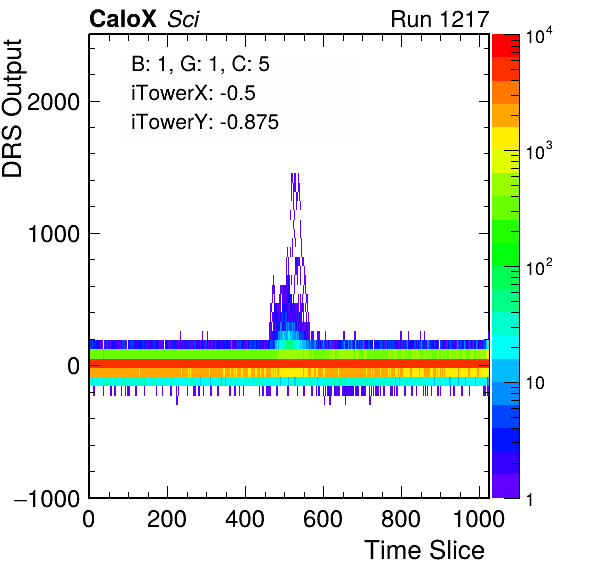 CaloX Sci Run 1217
B: 1, G: 1, C: 5
iTowerX: -0.5
iTowerY: -0.875
DRS Output
2000
1000
0
−1000
0 200 400 600 800 1000
Time Slice
10^4
10^3
10^2
10
1